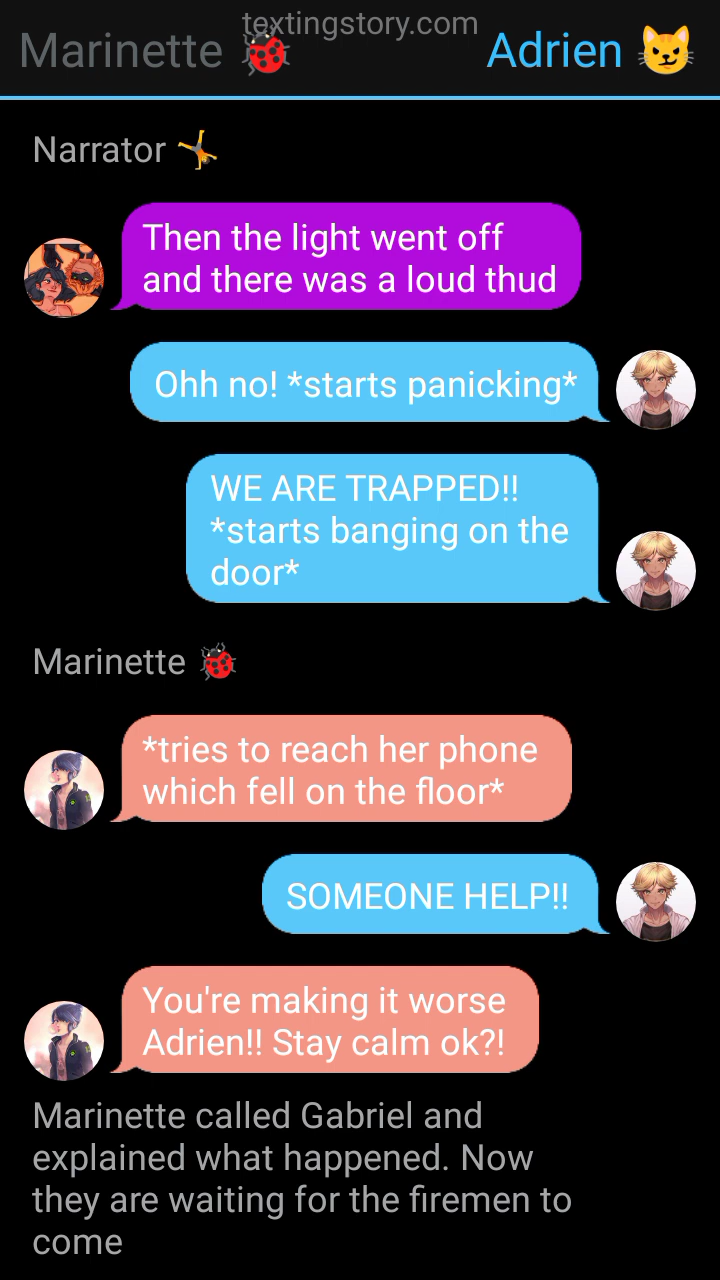 textingstory.com
Marinette 🐞 Adrien 😼
Narrator 🤸
Then the light went off
and there was a loud thud
Ohh no! *starts panicking*
WE ARE TRAPPED!!
*starts banging on the
door*
Marinette 🐞
*tries to reach her phone
which fell on the floor*
SOMEONE HELP!!
You're making it worse
Adrien!! Stay calm ok?!
Marinette called Gabriel and
explained what happened. Now
they are waiting for the firemen to
come